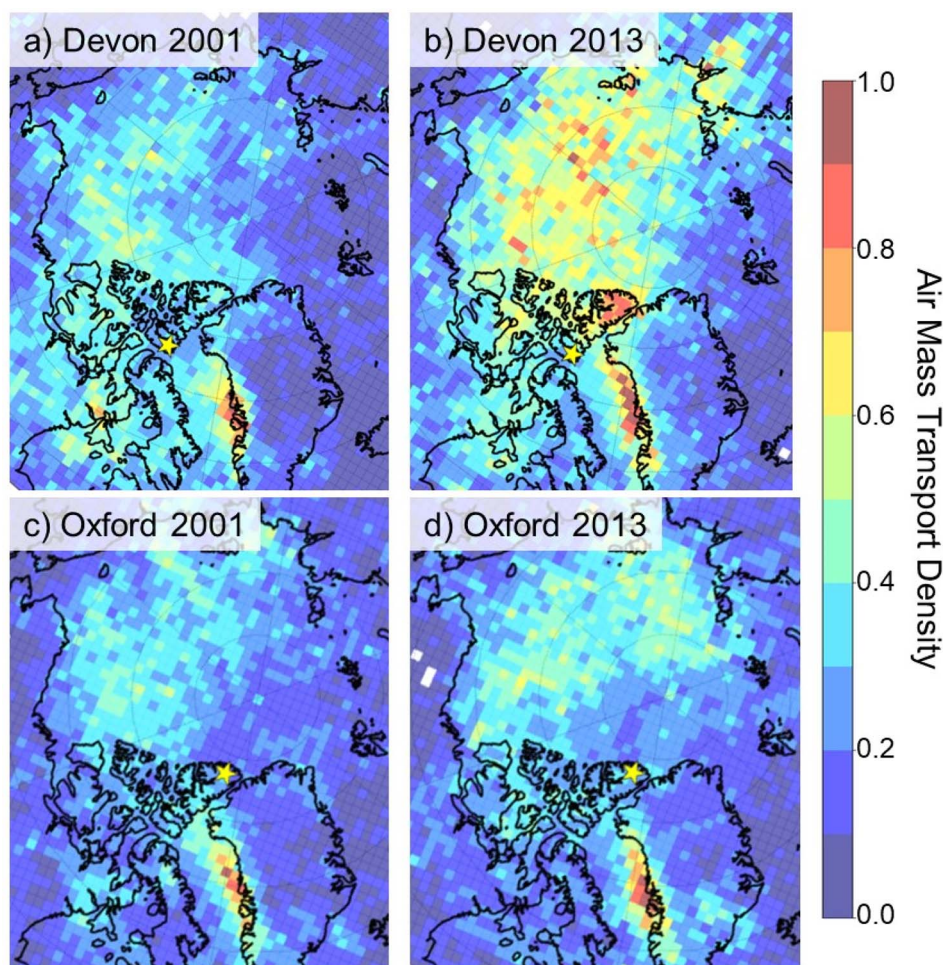 a) Devon 2001
b) Devon 2013
c) Oxford 2001
d) Oxford 2013
1.0
0.8
0.6
0.4
0.2
0.0
Air Mass Transport Density